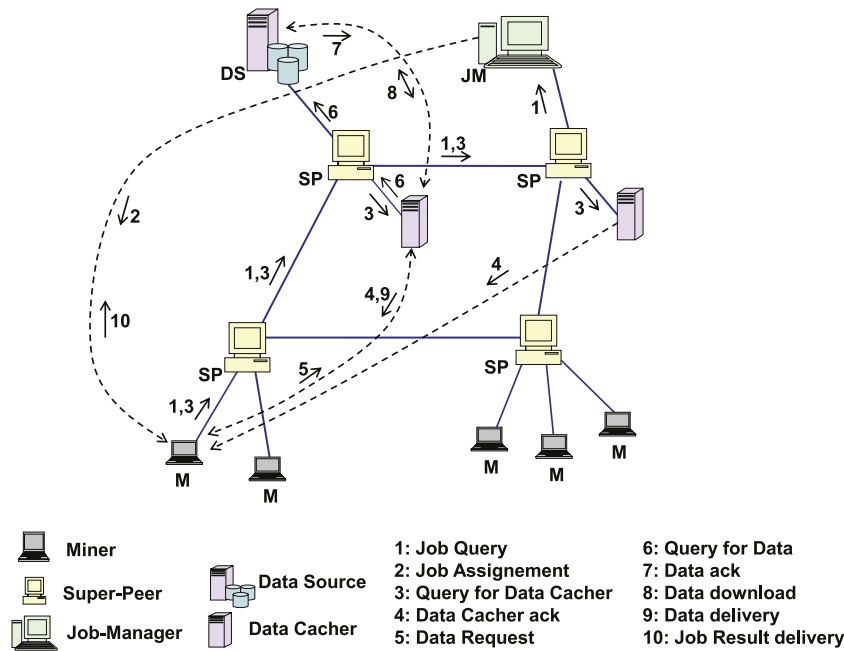 DS
7
JM
8
6
1
1,3
SP
SP
6
3
3
2
4
1,3
4,9
10
SP
5
SP
1,3
M
M
M
M
M
Miner
Super-Peer
Job-Manager
Data Source
Data Cacher
1: Job Query
2: Job Assignement
3: Query for Data Cacher
4: Data Cacher ack
5: Data Request
6: Query for Data
7: Data ack
8: Data download
9: Data delivery
10: Job Result delivery